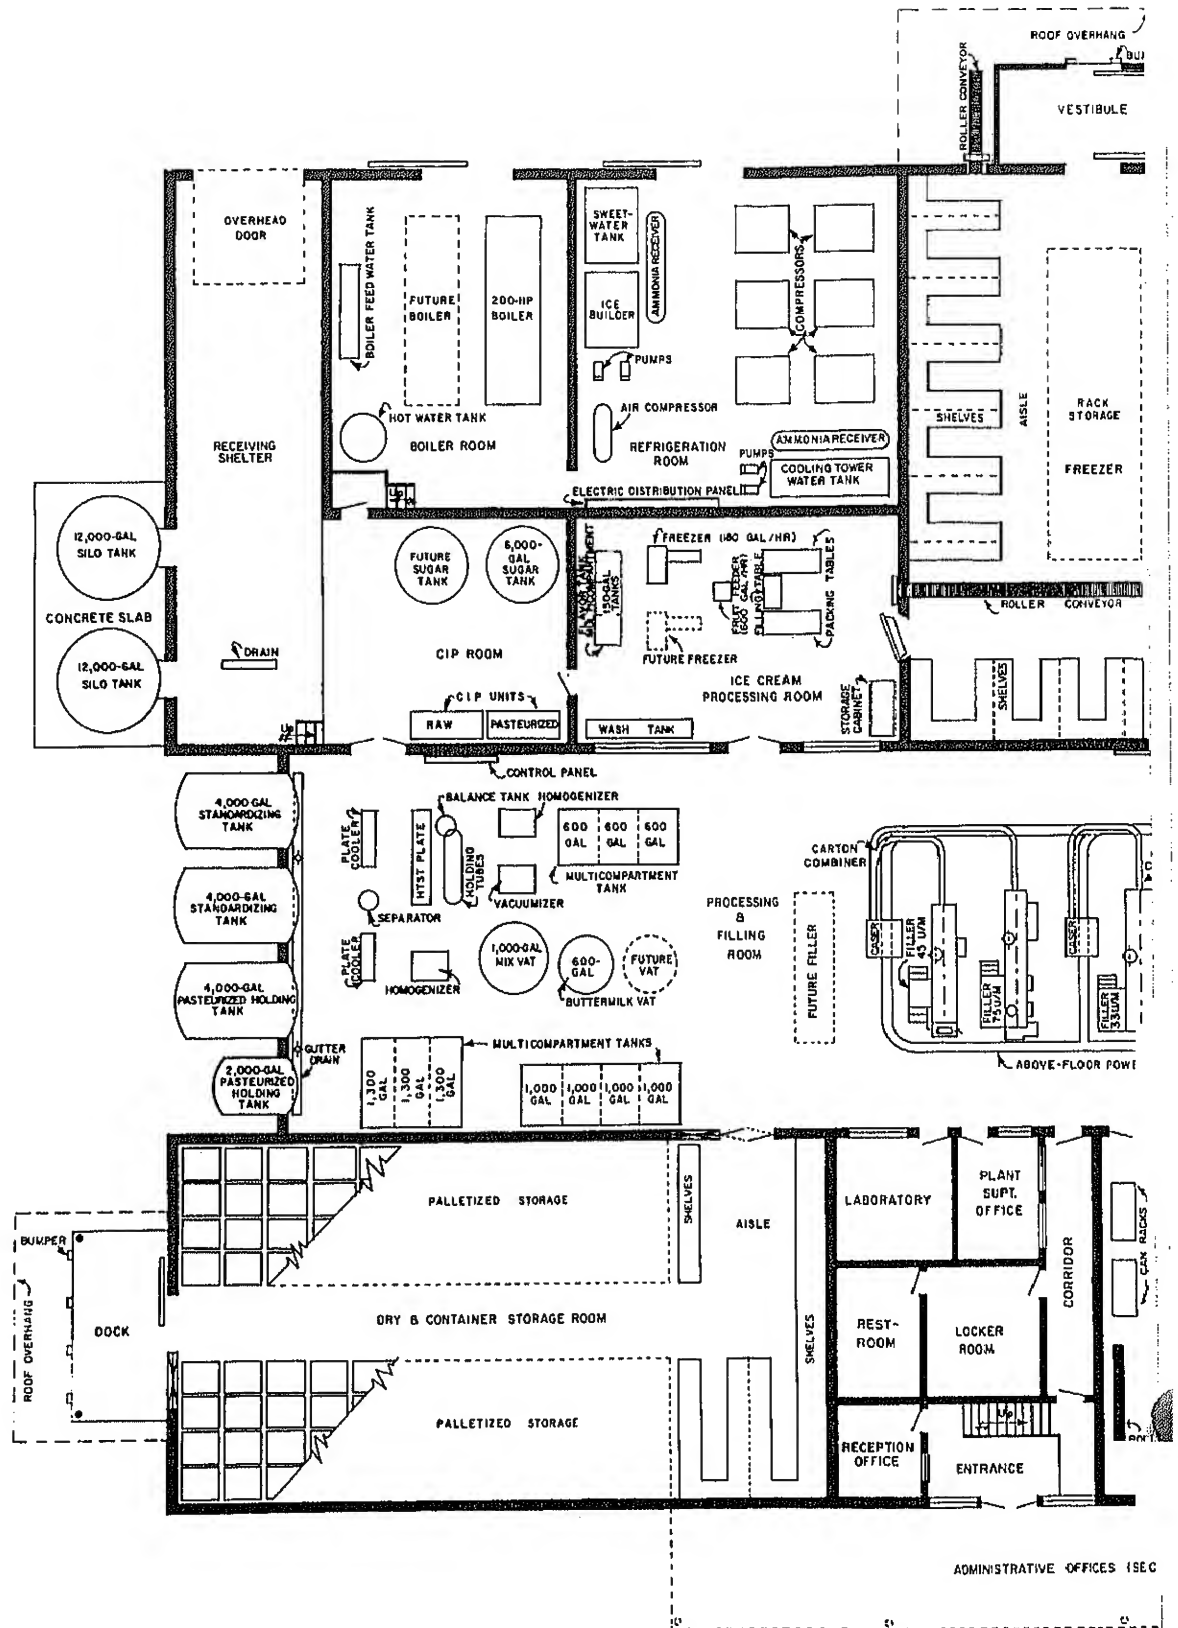 ROOF OVERHANG
ROLLER CONVEYOR
VESTIBULE
OVERHEAD
DOOR
BOILER FEED WATER TANK
FUTURE
BOILER
200-HP
BOILER
SWEET-
WATER
TANK
AMMONIA RECEIVER
ICE
BUILDER
COMPRESSORS
PUMPS
HOT WATER TANK
BOILER ROOM
AIR COMPRESSOR
REFRIGERATION
ROOM
AMMONIA RECEIVER
PUMPS
COOLING TOWER
WATER TANK
ELECTRIC DISTRIBUTION PANEL
SHELVES
AISLE
RACK
STORAGE
FREEZER
RECEIVING
SHELTER
Up
12,000-GAL
SILO TANK
CONCRETE SLAB
12,000-GAL
SILO TANK
DRAIN
Up
FUTURE
SUGAR
TANK
6,000-
GAL
SUGAR
TANK
CIP ROOM
CIP UNITS
RAW
PASTEURIZED
FLAVOR TANK
MULTICOMPARTMENT
150-GAL
TANKS
FREEZER (180 GAL/HR)
FRUIT FEEDER
(600 GAL/HR)
FILLING TABLE
PACKING TABLES
FUTURE FREEZER
ICE CREAM
PROCESSING ROOM
WASH TANK
STORAGE
CABINET
ROLLER CONVEYOR
SHELVES
CONTROL PANEL
4,000-GAL
STANDARDIZING
TANK
4,000-GAL
STANDARDIZING
TANK
4,000-GAL
PASTEURIZED HOLDING
TANK
2,000-GAL
PASTEURIZED
HOLDING
TANK
GUTTER
DRAIN
PLATE
COOLER
HTST PLATE
BALANCE TANK
HOMOGENIZER
HOLDING
TUBES
VACUUMIZER
600
GAL
600
GAL
600
GAL
MULTICOMPARTMENT
TANK
SEPARATOR
PLATE
COOLER
HOMOGENIZER
1,000-GAL
MIX VAT
600-
GAL
BUTTERMILK VAT
FUTURE
VAT
MULTICOMPARTMENT TANKS
1,300
GAL
1,300
GAL
1,300
GAL
1,000
GAL
1,000
GAL
1,000
GAL
1,000
GAL
PROCESSING
&
FILLING
ROOM
FUTURE FILLER
CARTON
COMBINER
CASER
FILLER
45 U/M
FILLER
75 U/M
CASER
FILLER
33 U/M
ABOVE-FLOOR POWE
PALLETIZED STORAGE
SHELVES
AISLE
DRY & CONTAINER STORAGE ROOM
SHELVES
PALLETIZED STORAGE
BUMPER
ROOF OVERHANG
DOCK
LABORATORY
PLANT
SUPT.
OFFICE
CORRIDOR
CAN RACKS
REST-
ROOM
LOCKER
ROOM
RECEPTION
OFFICE
Up
ENTRANCE
ADMINISTRATIVE OFFICES (SEC